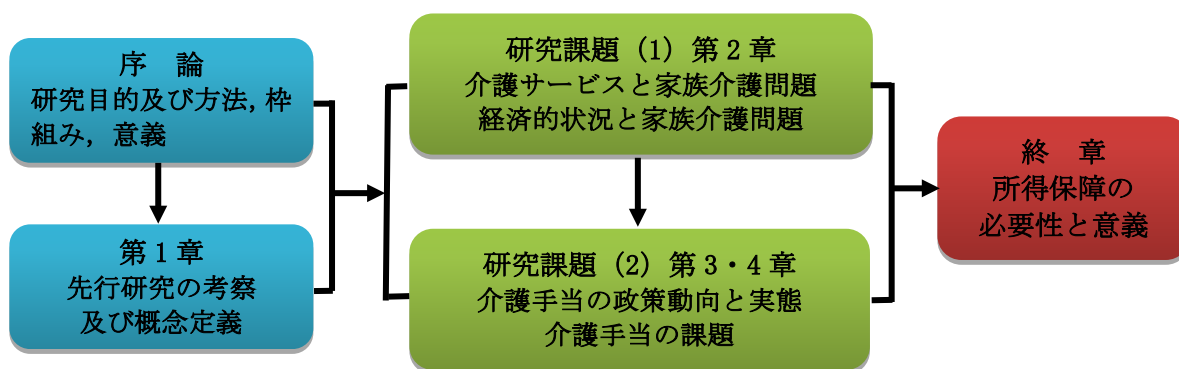 序　論
研究目的及び方法, 枠
組み, 意義
第1章
先行研究の考察
及び概念定義
研究課題（1）第2章
介護サービスと家族介護問題
経済的状況と家族介護問題
研究課題（2）第3・4章
介護手当の政策動向と実態
介護手当の課題
終　章
所得保障の
必要性と意義